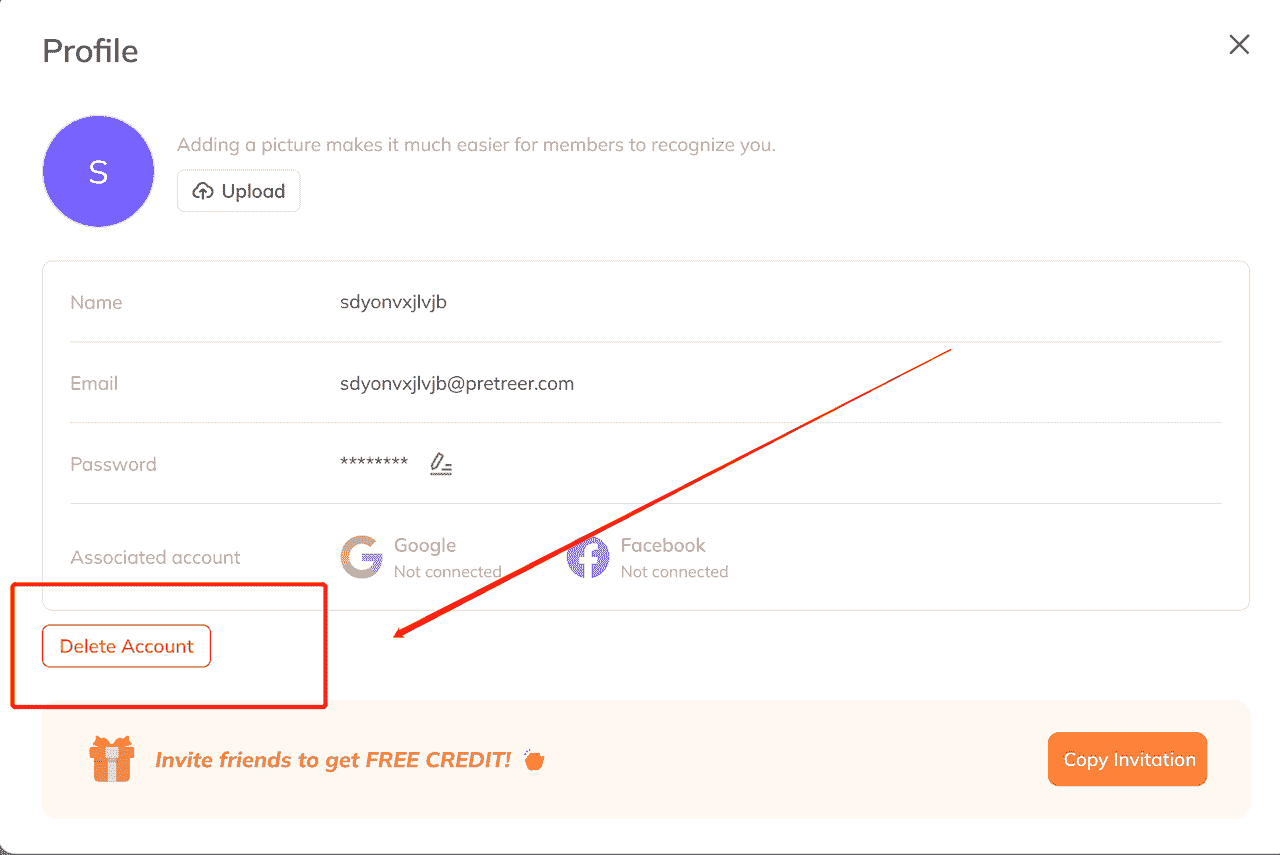 Profile
S
Adding a picture makes it much easier for members to recognize you.
Upload
Name sdyonvxjlvjb
Email sdyonvxjlvjb@pretreer.com
Password ********
Associated account Google Not connected Facebook Not connected
Delete Account
Invite friends to get FREE CREDIT!
Copy Invitation